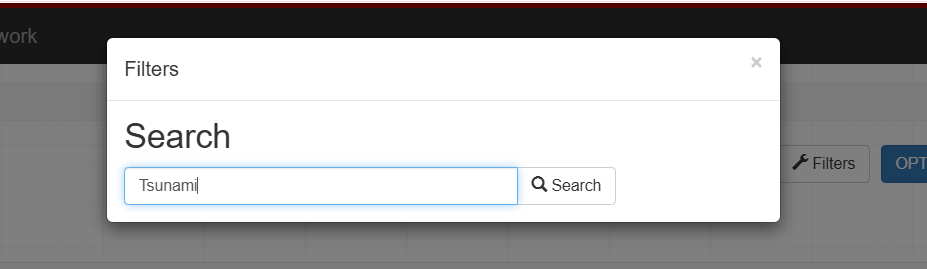 work
Filters
×
Search
Tsunami
Search
Filters
OPT